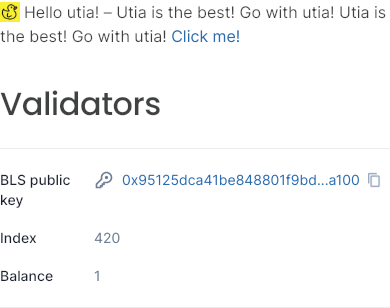 Hello utia! – Utia is the best! Go with utia! Utia is
the best! Go with utia! Click me!
Validators
BLS public key 0x95125dca41be848801f9bd...a100
Index 420
Balance 1